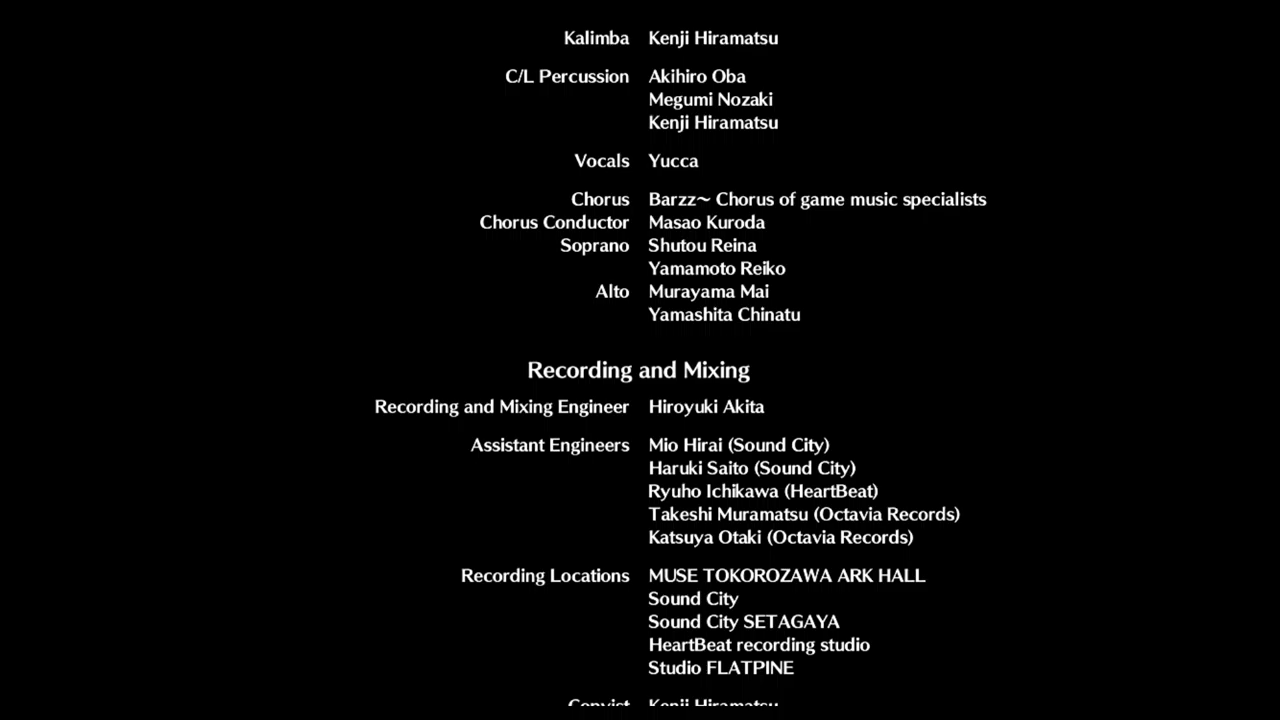 Kalimba Kenji Hiramatsu
C/L Percussion Akihiro Oba
Megumi Nozaki
Kenji Hiramatsu
Vocals Yucca
Chorus Barzz~ Chorus of game music specialists
Chorus Conductor Masao Kuroda
Soprano Shutou Reina
Yamamoto Reiko
Alto Murayama Mai
Yamashita Chinatu
Recording and Mixing
Recording and Mixing Engineer Hiroyuki Akita
Assistant Engineers Mio Hirai (Sound City)
Haruki Saito (Sound City)
Ryuho Ichikawa (HeartBeat)
Takeshi Muramatsu (Octavia Records)
Katsuya Otaki (Octavia Records)
Recording Locations MUSE TOKOROZAWA ARK HALL
Sound City
Sound City SETAGAYA
HeartBeat recording studio
Studio FLATPINE
Copyist Kenji Hiramatsu